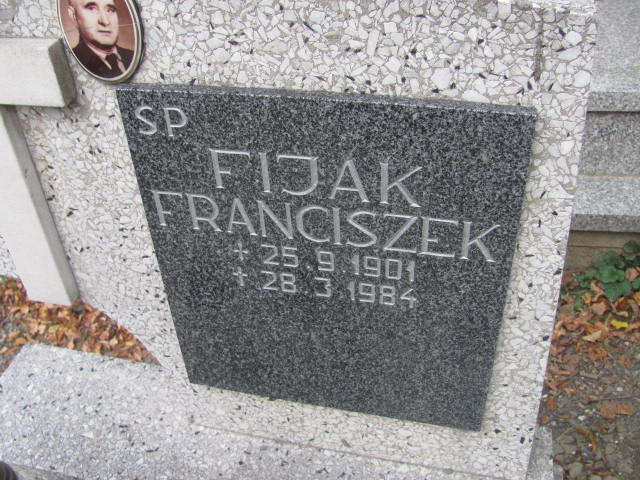 SP
FIJAK
FRANCISZEK
+ 25.9.1901
+ 28.3.1984